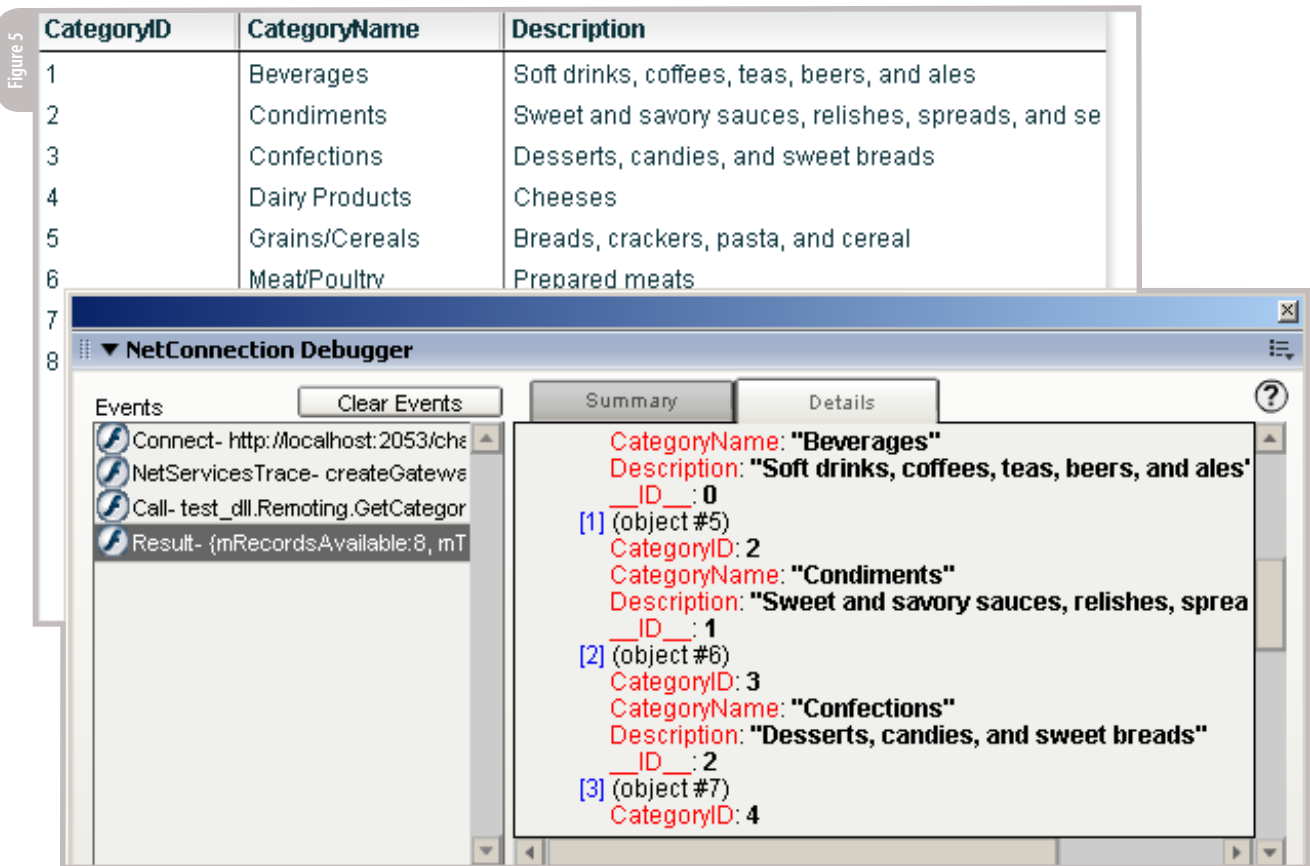 Figure 5
CategoryID CategoryName Description
1 Beverages Soft drinks, coffees, teas, beers, and ales
2 Condiments Sweet and savory sauces, relishes, spreads, and se
3 Confections Desserts, candies, and sweet breads
4 Dairy Products Cheeses
5 Grains/Cereals Breads, crackers, pasta, and cereal
6 Meat/Poultry Prepared meats
7
8
NetConnection Debugger
Events Clear Events
Connect- http://localhost:2053/cha
NetServicesTrace- createGatewa
Call- test_dll.Remoting.GetCategor
Result- {mRecordsAvailable:8, mT
Summary Details
?
CategoryName: "Beverages"
Description: "Soft drinks, coffees, teas, beers, and ales"
__ID__: 0
[1] (object #5)
CategoryID: 2
CategoryName: "Condiments"
Description: "Sweet and savory sauces, relishes, sprea
__ID__: 1
[2] (object #6)
CategoryID: 3
CategoryName: "Confections"
Description: "Desserts, candies, and sweet breads"
__ID__: 2
[3] (object #7)
CategoryID: 4